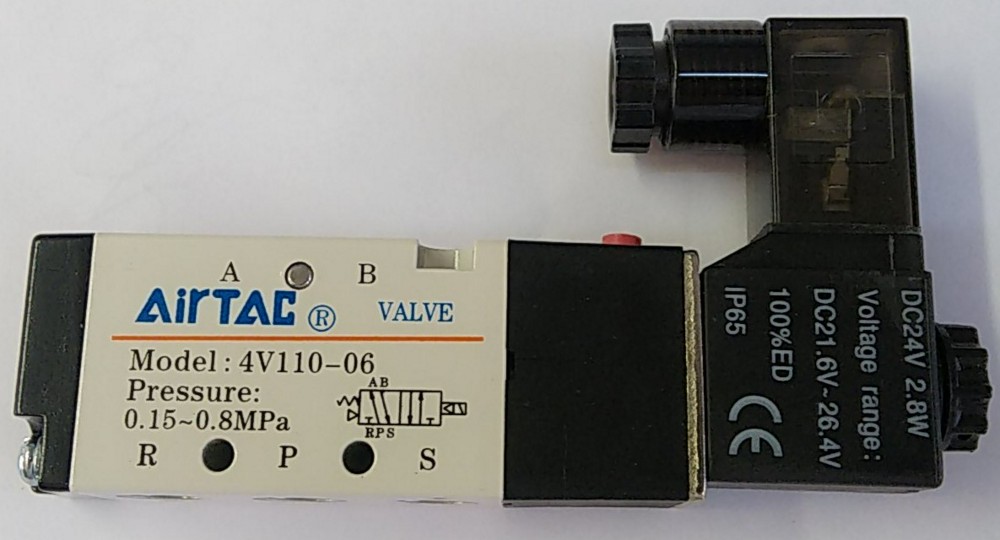 A B
AirTAC ® VALVE
Model: 4V110-06
Pressure:
0.15~0.8MPa
AB
RPS
R P S
DC24V 2.8W
Voltage range:
DC21.6V~26.4V
100%ED
IP65
CE